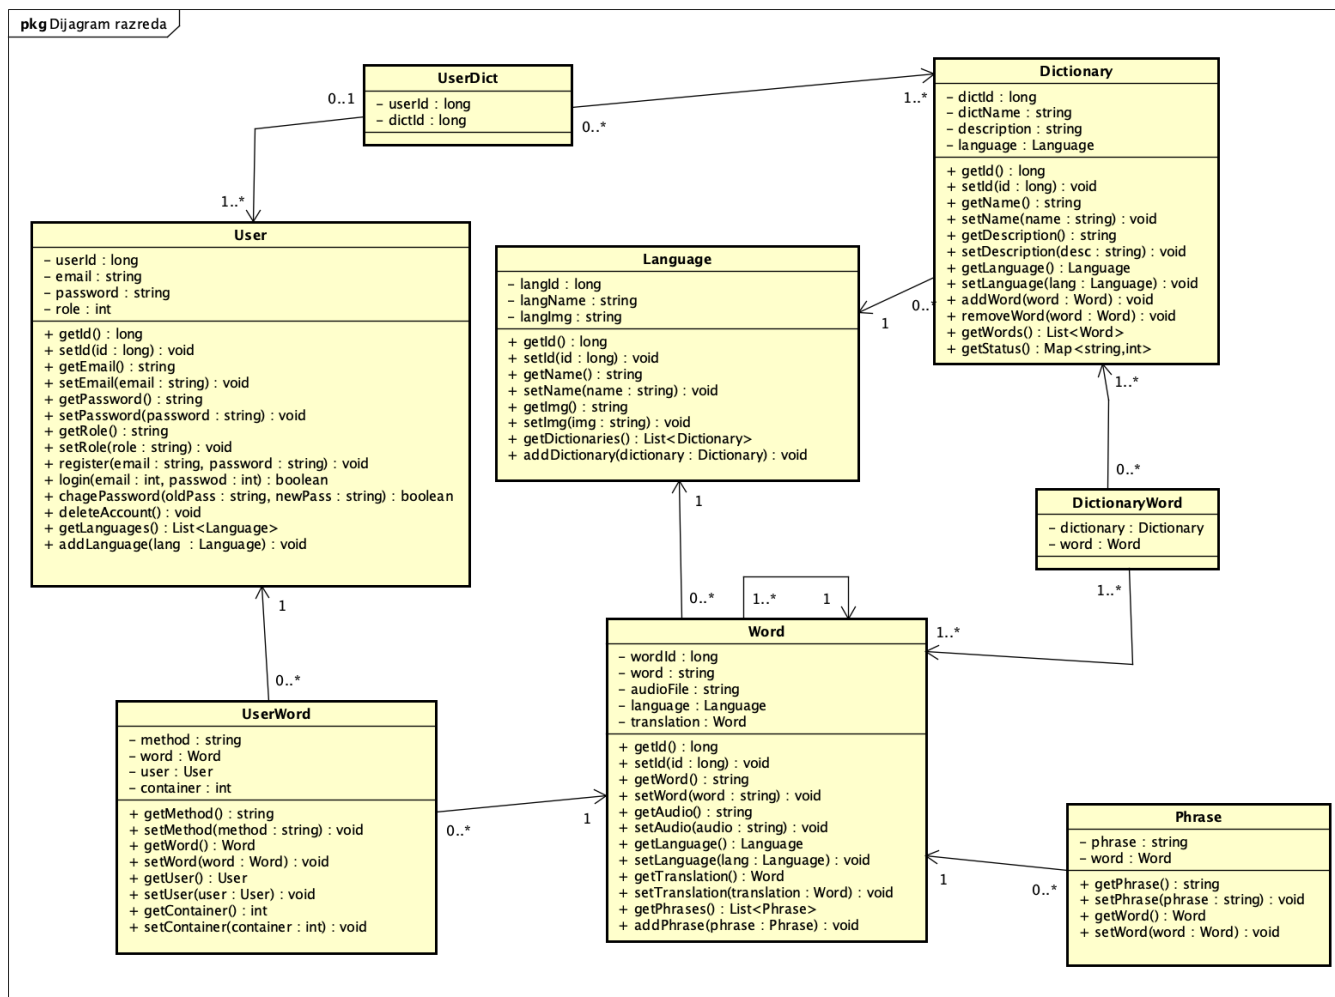 pkg Dijagram razreda
UserDict
– userId : long
– dictId : long
0..1
0..*
1..*
1..*
Dictionary
– dictId : long
– dictName : string
– description : string
– language : Language
+ getId() : long
+ setId(id : long) : void
+ getName() : string
+ setName(name : string) : void
+ getDescription() : string
+ setDescription(desc : string) : void
+ getLanguage() : Language
+ setLanguage(lang : Language) : void
+ addWord(word : Word) : void
+ removeWord(word : Word) : void
+ getWords() : List<Word>
+ getStatus() : Map<string,int>
User
– userId : long
– email : string
– password : string
– role : int
+ getId() : long
+ setId(id : long) : void
+ getEmail() : string
+ setEmail(email : string) : void
+ getPassword() : string
+ setPassword(password : string) : void
+ getRole() : string
+ setRole(role : string) : void
+ register(email : string, password : string) : void
+ login(email : int, passwod : int) : boolean
+ chagePassword(oldPass : string, newPass : string) : boolean
+ deleteAccount() : void
+ getLanguages() : List<Language>
+ addLanguage(lang : Language) : void
Language
– langId : long
– langName : string
– langImg : string
+ getId() : long
+ setId(id : long) : void
+ getName() : string
+ setName(name : string) : void
+ getImg() : string
+ setImg(img : string) : void
+ getDictionaries() : List<Dictionary>
+ addDictionary(dictionary : Dictionary) : void
0..*
1
1..*
0..*
DictionaryWord
– dictionary : Dictionary
– word : Word
1..*
1..*
1
0..*
1..*
1
1
0..*
Word
– wordId : long
– word : string
– audioFile : string
– language : Language
– translation : Word
+ getId() : long
+ setId(id : long) : void
+ getWord() : string
+ setWord(word : string) : void
+ getAudio() : string
+ setAudio(audio : string) : void
+ getLanguage() : Language
+ setLanguage(lang : Language) : void
+ getTranslation() : Word
+ setTranslation(translation : Word) : void
+ getPhrases() : List<Phrase>
+ addPhrase(phrase : Phrase) : void
UserWord
– method : string
– word : Word
– user : User
– container : int
+ getMethod() : string
+ setMethod(method : string) : void
+ getWord() : Word
+ setWord(word : Word) : void
+ getUser() : User
+ setUser(user : User) : void
+ getContainer() : int
+ setContainer(container : int) : void
0..*
1
1
0..*
Phrase
– phrase : string
– word : Word
+ getPhrase() : string
+ setPhrase(phrase : string) : void
+ getWord() : Word
+ setWord(word : Word) : void